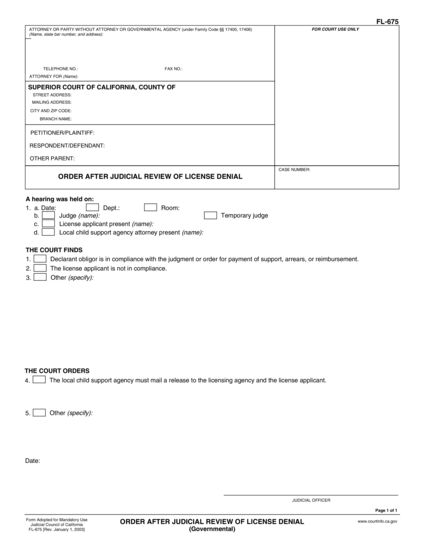 FL-675
ATTORNEY OR PARTY WITHOUT ATTORNEY OR GOVERNMENTAL AGENCY (under Family Code §§ 17400, 17406)
(Name, state bar number, and address):
FOR COURT USE ONLY
TELEPHONE NO.: FAX NO.:
ATTORNEY FOR (Name):
SUPERIOR COURT OF CALIFORNIA, COUNTY OF
STREET ADDRESS:
MAILING ADDRESS:
CITY AND ZIP CODE:
BRANCH NAME:
PETITIONER/PLAINTIFF:
RESPONDENT/DEFENDANT:
OTHER PARENT:
ORDER AFTER JUDICIAL REVIEW OF LICENSE DENIAL
CASE NUMBER:
A hearing was held on:
1. a. Date: Dept.: Room:
b. Judge (name): Temporary judge
c. License applicant present (name):
d. Local child support agency attorney present (name):
THE COURT FINDS
1. Declarant obligor is in compliance with the judgment or order for payment of support, arrears, or reimbursement.
2. The license applicant is not in compliance.
3. Other (specify):
THE COURT ORDERS
4. The local child support agency must mail a release to the licensing agency and the license applicant.
5. Other (specify):
Date:
JUDICIAL OFFICER
Page 1 of 1
Form Adopted for Mandatory Use
Judicial Council of California
FL-675 [Rev. January 1, 2003]
ORDER AFTER JUDICIAL REVIEW OF LICENSE DENIAL
(Governmental)
www.courtinfo.ca.gov